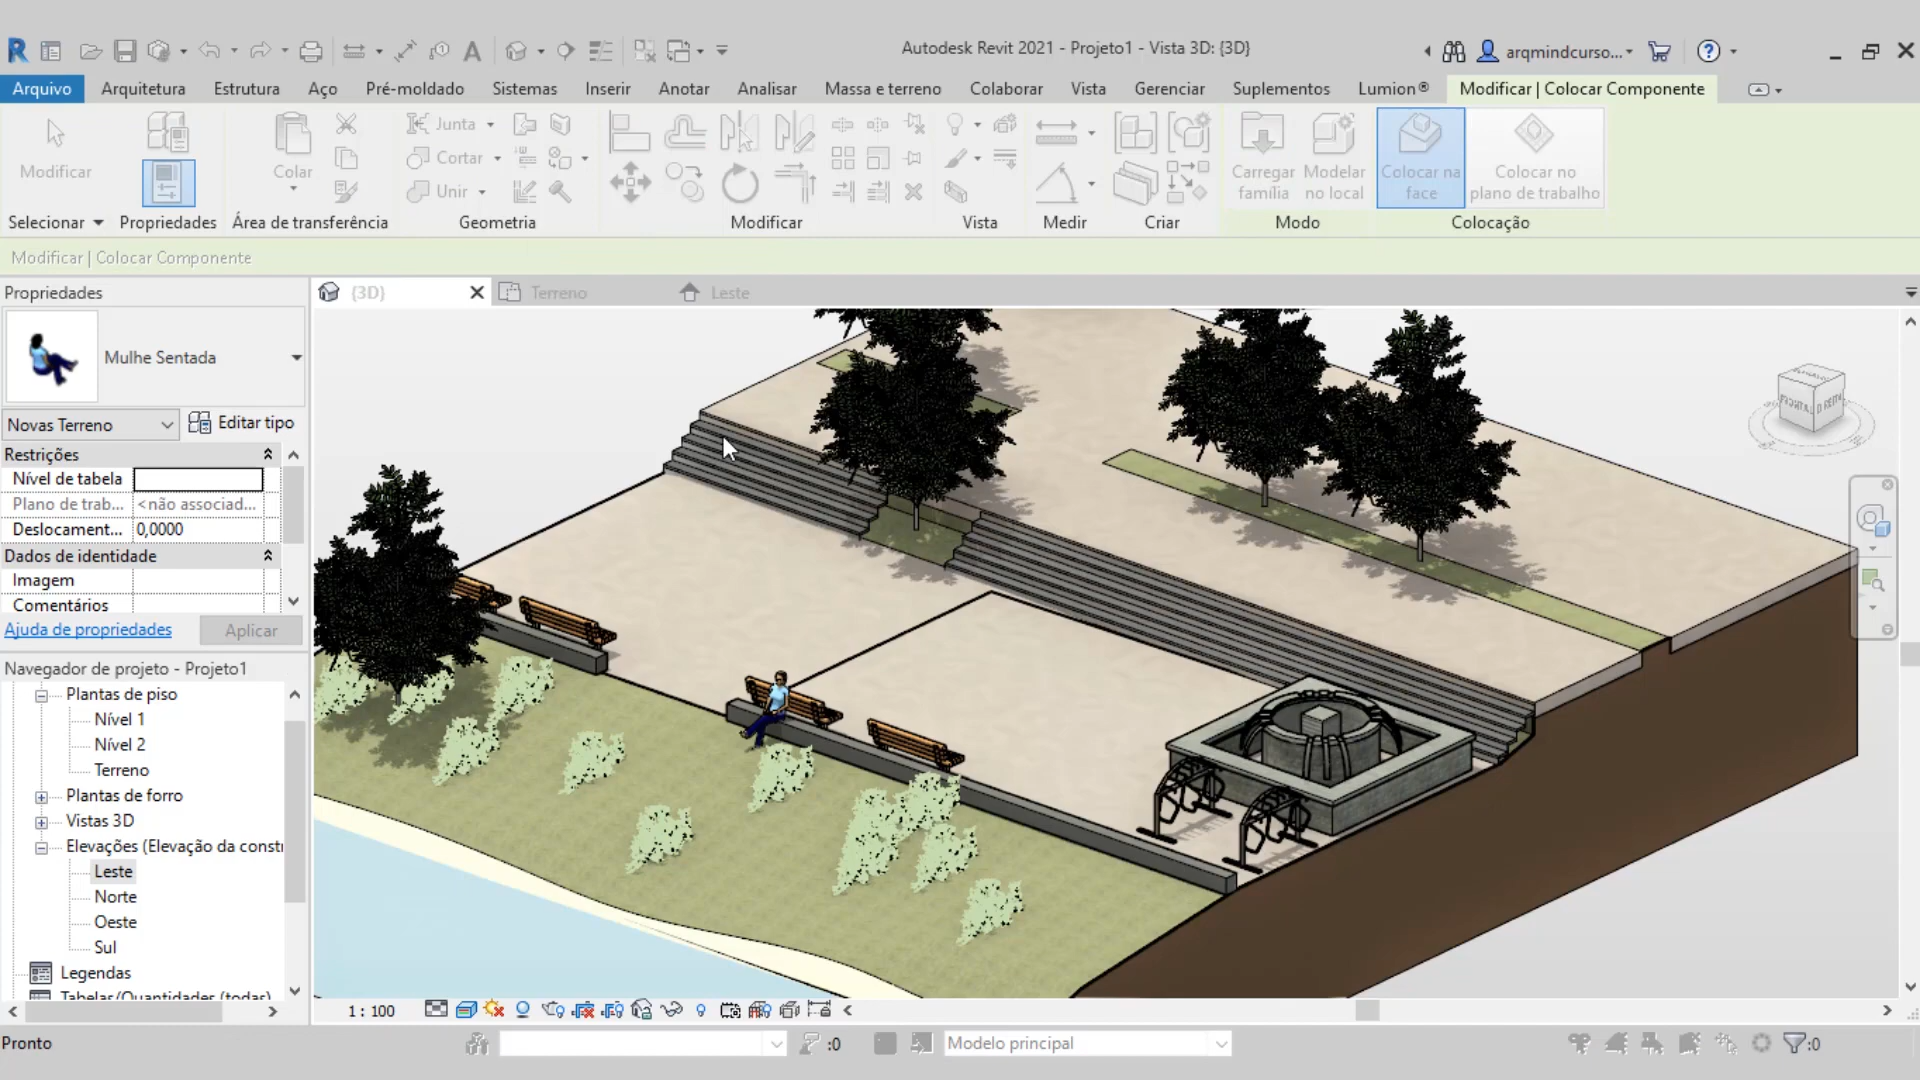 Autodesk Revit 2021 - Projeto1 - Vista 3D: {3D}
arqmindcurso...
Arquivo
Arquitetura
Estrutura
Aço
Pré-moldado
Sistemas
Inserir
Anotar
Analisar
Massa e terreno
Colaborar
Vista
Gerenciar
Suplementos
Lumion®
Modificar | Colocar Componente
Modificar
Colar
Junta
Cortar
Unir
Carregar família
Modelar no local
Colocar na face
Colocar no plano de trabalho
Selecionar
Propriedades
Área de transferência
Geometria
Modificar
Vista
Medir
Criar
Modo
Colocação
Modificar | Colocar Componente
Propriedades
{3D}
Terreno
Leste
Mulhe Sentada
Novas Terreno
Editar tipo
Restrições
Nível de tabela
Plano de trab... <não associad...
Deslocament... 0,0000
Dados de identidade
Imagem
Comentários
Ajuda de propriedades
Aplicar
Navegador de projeto - Projeto1
Plantas de piso
Nível 1
Nível 2
Terreno
Plantas de forro
Vistas 3D
Elevações (Elevação da constr
Leste
Norte
Oeste
Sul
Legendas
Tabelas/Quantidades (todas)
FRONTAL
1 : 100
Pronto
:0
Modelo principal
:0